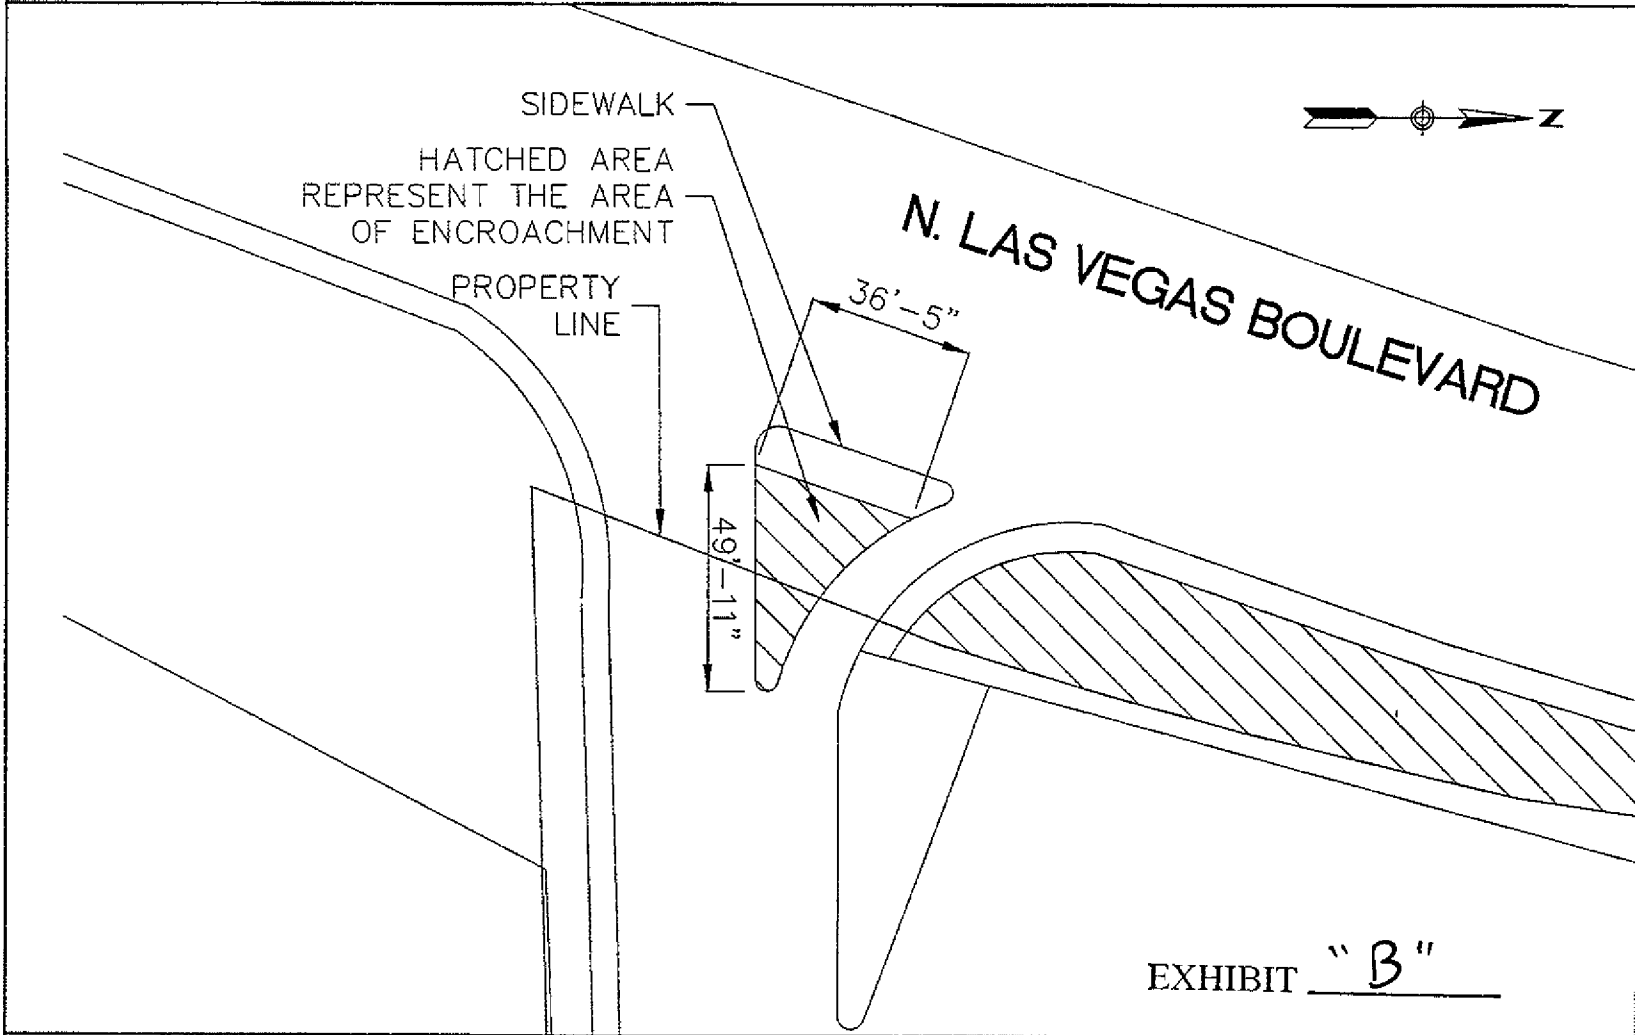 SIDEWALK
HATCHED AREA
REPRESENT THE AREA
OF ENCROACHMENT
PROPERTY
LINE
N
N. LAS VEGAS BOULEVARD
36'-5"
49'-11"
EXHIBIT "B"